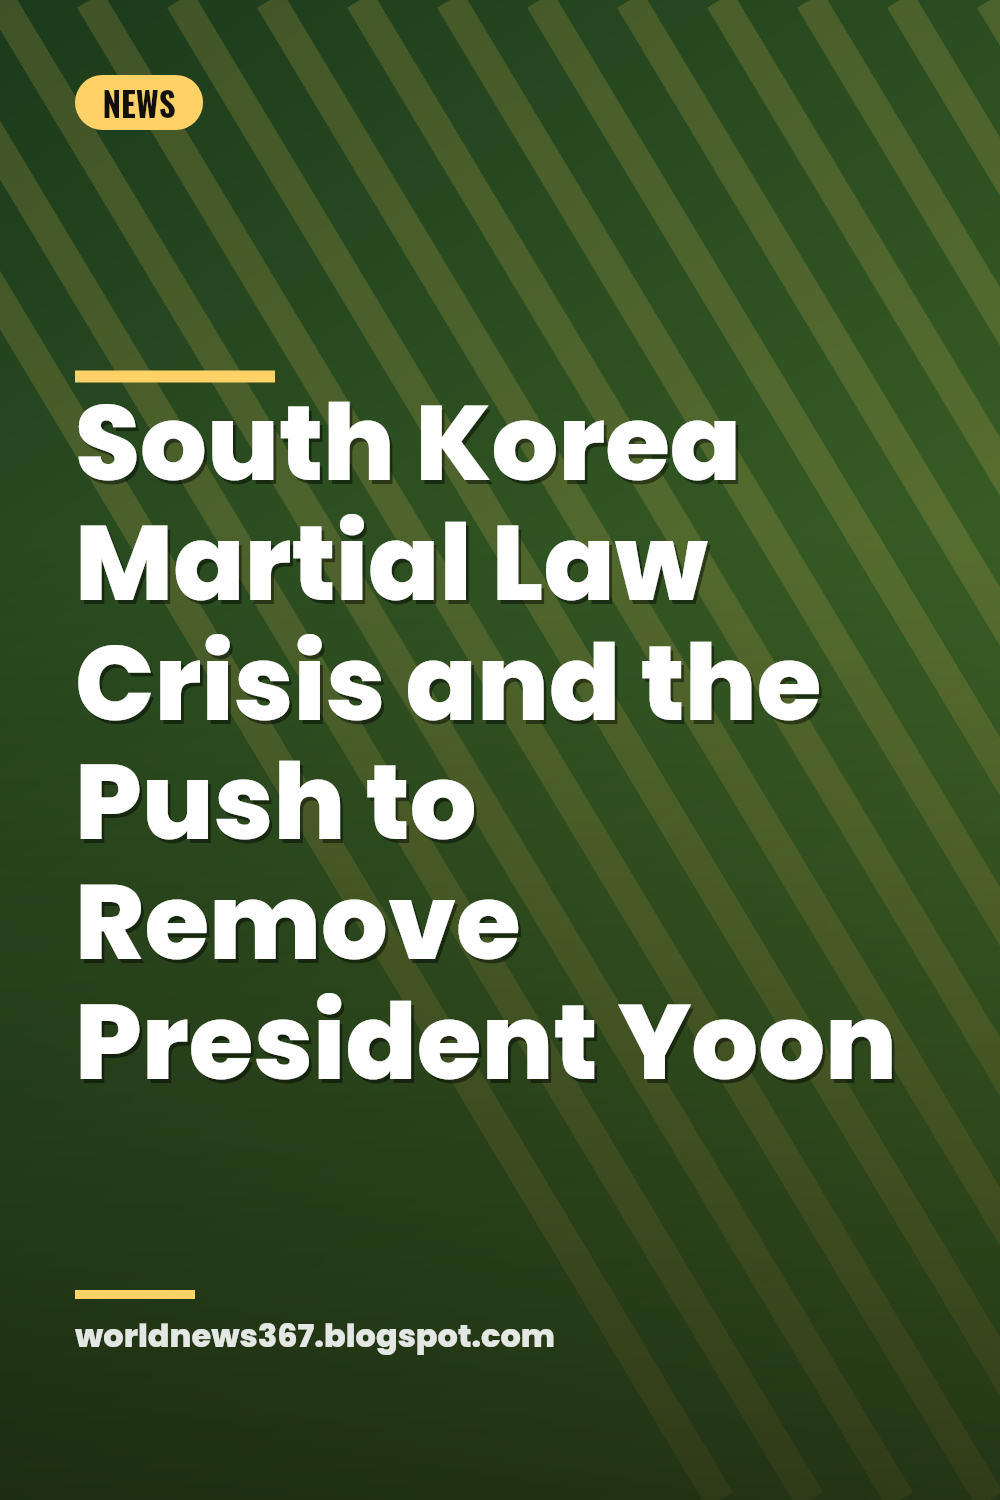 NEWS
South Korea
Martial Law
Crisis and the
Push to
Remove
President Yoon
worldnews367.blogspot.com